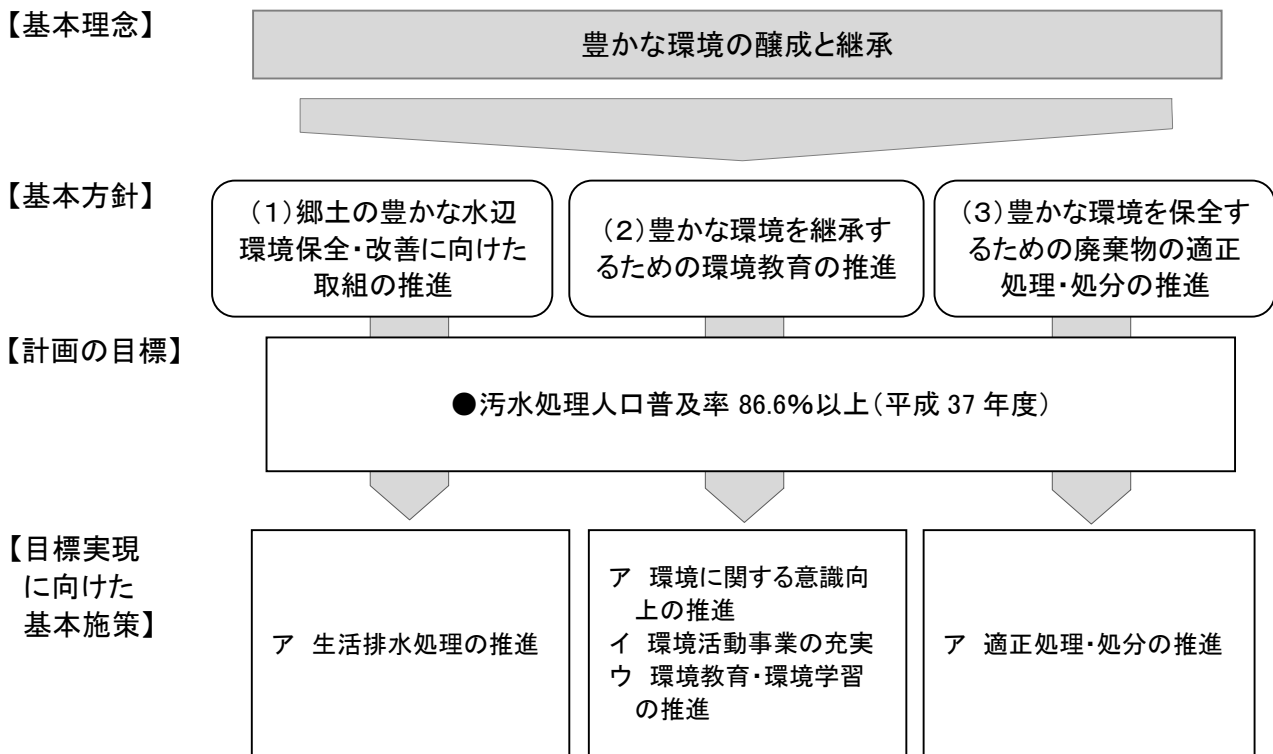 【基本理念】
豊かな環境の醸成と継承
【基本方針】
（１）郷土の豊かな水辺
環境保全・改善に向けた
取組の推進
（２）豊かな環境を継承す
るための環境教育の推進
（３）豊かな環境を保全す
るための廃棄物の適正
処理・処分の推進
【計画の目標】
●汚水処理人口普及率 86.6％以上（平成 37 年度）
【目標実現
に向けた
基本施策】
ア 生活排水処理の推進
ア 環境に関する意識向
上の推進
イ 環境活動事業の充実
ウ 環境教育・環境学習
の推進
ア 適正処理・処分の推進